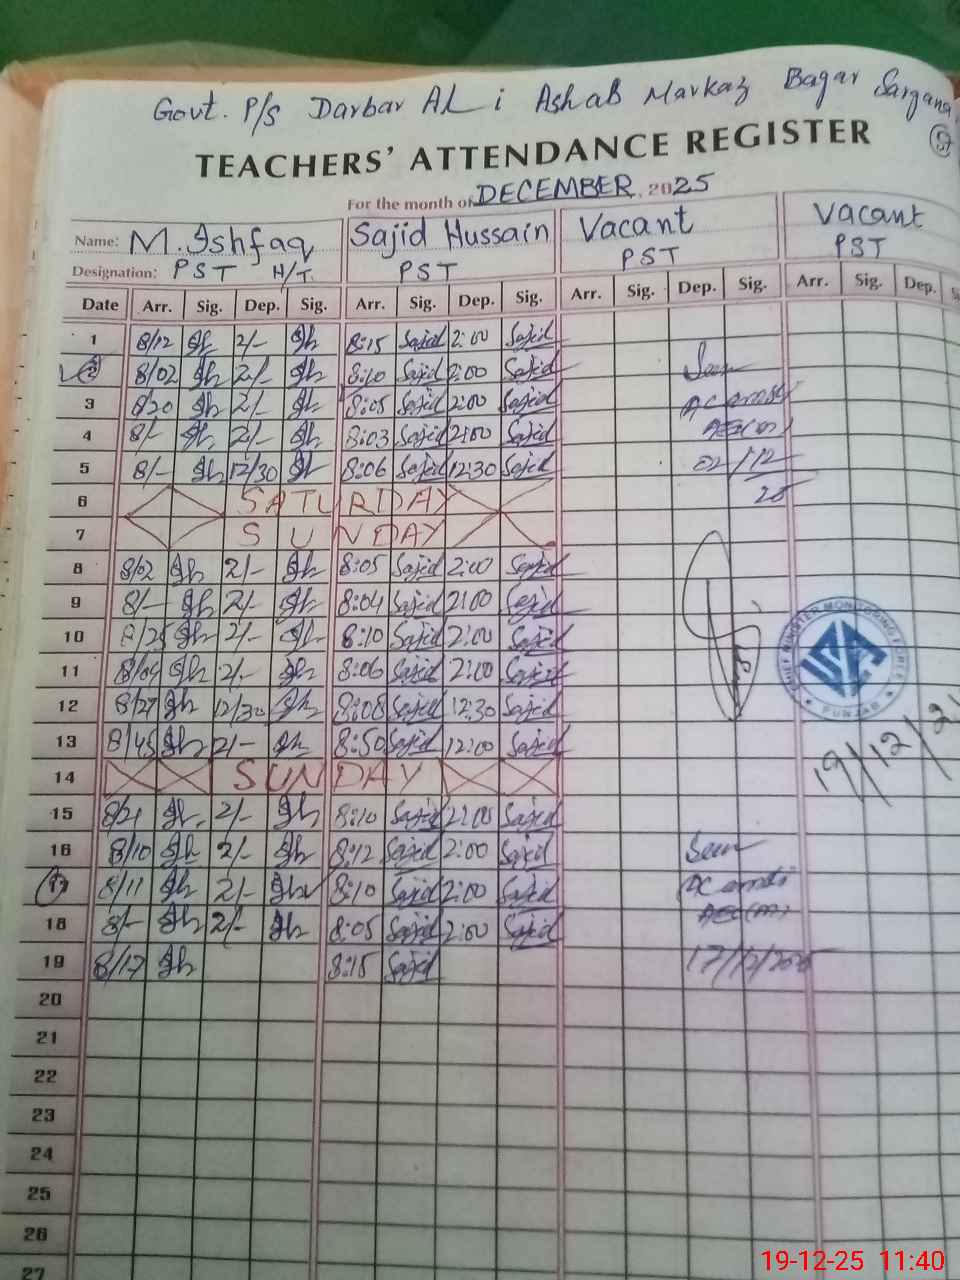 Govt. P/s Darbar Al i Ashab Markaz Bagar Sargana
TEACHERS' ATTENDANCE REGISTER
For the month of DECEMBER 2025
Name: M. Ishfaq Sajid Hussain Vacant Vacant
Designation: PST H/T. PST PST PST
Date Arr. Sig. Dep. Sig. Arr. Sig. Dep. Sig. Arr. Sig. Dep. Sig. Arr. Sig. Dep.
1 8/12 2/- 8:15 Sajid 2:00 Sajid
2 8/02 2/- 8:10 Sajid 2:00 Sajid Seen
3 8/20 2/- 8:05 Sajid 2:00 Sajid
4 8/- 2/- 8:03 Sajid 2:00 Sajid
5 8/- 12/30 8:06 Sajid 12:30 Sajid 02/12
6 SATURDAY 25
7 SUNDAY
8 8/02 2/- 8:05 Sajid 2:00 Sajid
9 8/- 2/- 8:04 Sajid 2:00 Sajid
10 8/25 2/- 8:10 Sajid 2:00 Sajid
11 8/04 2/- 8:06 Sajid 2:00 Sajid
12 8/27 12/30 8:08 Sajid 12:30 Sajid
13 8/45 2/- 8:50 Sajid 12:00 Sajid
CHIEF MINISTER MONITORING FORCE
PUNJAB
19/12/2
14 SUNDAY
15 8/21 2/- 8:10 Sajid 2:00 Sajid
16 8/10 2/- 8:12 Sajid 2:00 Sajid Seen
17 8/11 2/- 8:10 Sajid 2:00 Sajid
18 8/- 2/- 8:05 Sajid 2:00 Sajid
19 8/17 8:15 Sajid 17/12/2025
20
21
22
23
24
25
26
27
19-12-25 11:40